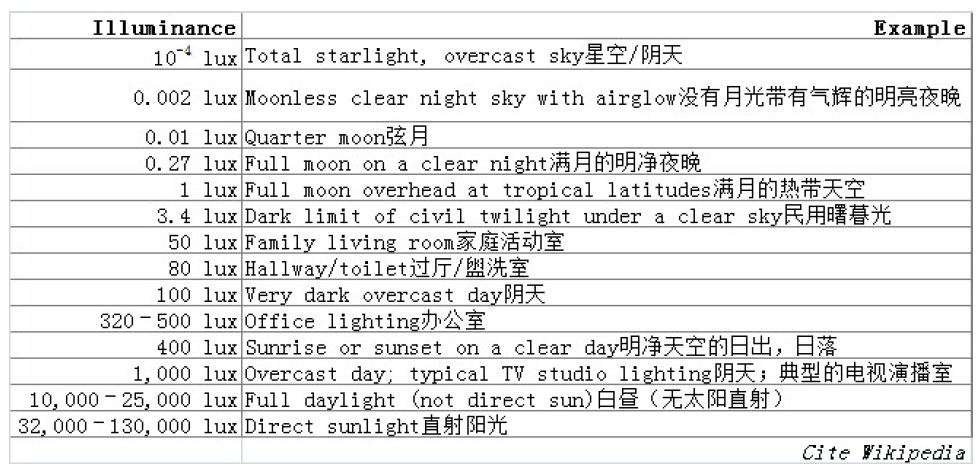 Illuminance Example
10⁻⁴ lux Total starlight, overcast sky星空/阴天
0.002 lux Moonless clear night sky with airglow没有月光带有气辉的明亮夜晚
0.01 lux Quarter moon弦月
0.27 lux Full moon on a clear night满月的明净夜晚
1 lux Full moon overhead at tropical latitudes满月的热带天空
3.4 lux Dark limit of civil twilight under a clear sky民用曙暮光
50 lux Family living room家庭活动室
80 lux Hallway/toilet过厅/盥洗室
100 lux Very dark overcast day阴天
320-500 lux Office lighting办公室
400 lux Sunrise or sunset on a clear day明净天空的日出，日落
1,000 lux Overcast day; typical TV studio lighting阴天；典型的电视演播室
10,000-25,000 lux Full daylight (not direct sun)白昼（无太阳直射）
32,000-130,000 lux Direct sunlight直射阳光
Cite Wikipedia